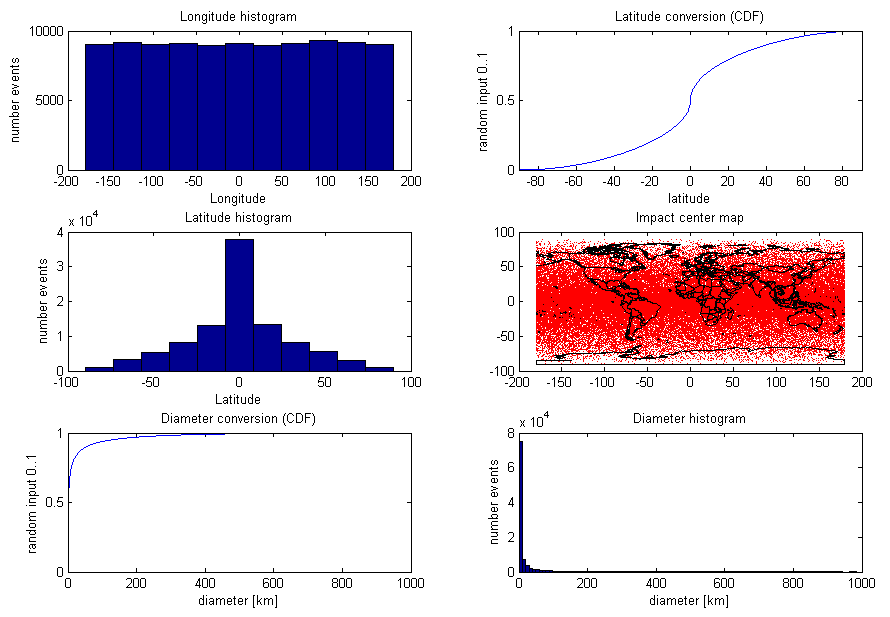 Longitude histogram
10000
5000
0
number events
-200 -150 -100 -50 0 50 100 150 200
Longitude
Latitude conversion (CDF)
1
0.5
0
random input 0..1
-80 -60 -40 -20 0 20 40 60 80
latitude
Latitude histogram
x 10^4
4
3
2
1
0
number events
-100 -50 0 50 100
Latitude
Impact center map
100
50
0
-50
-100
-200 -150 -100 -50 0 50 100 150 200
Diameter conversion (CDF)
1
0.5
0
random input 0..1
0 200 400 600 800 1000
diameter [km]
Diameter histogram
x 10^4
8
6
4
2
0
number events
0 200 400 600 800 1000
diameter [km]